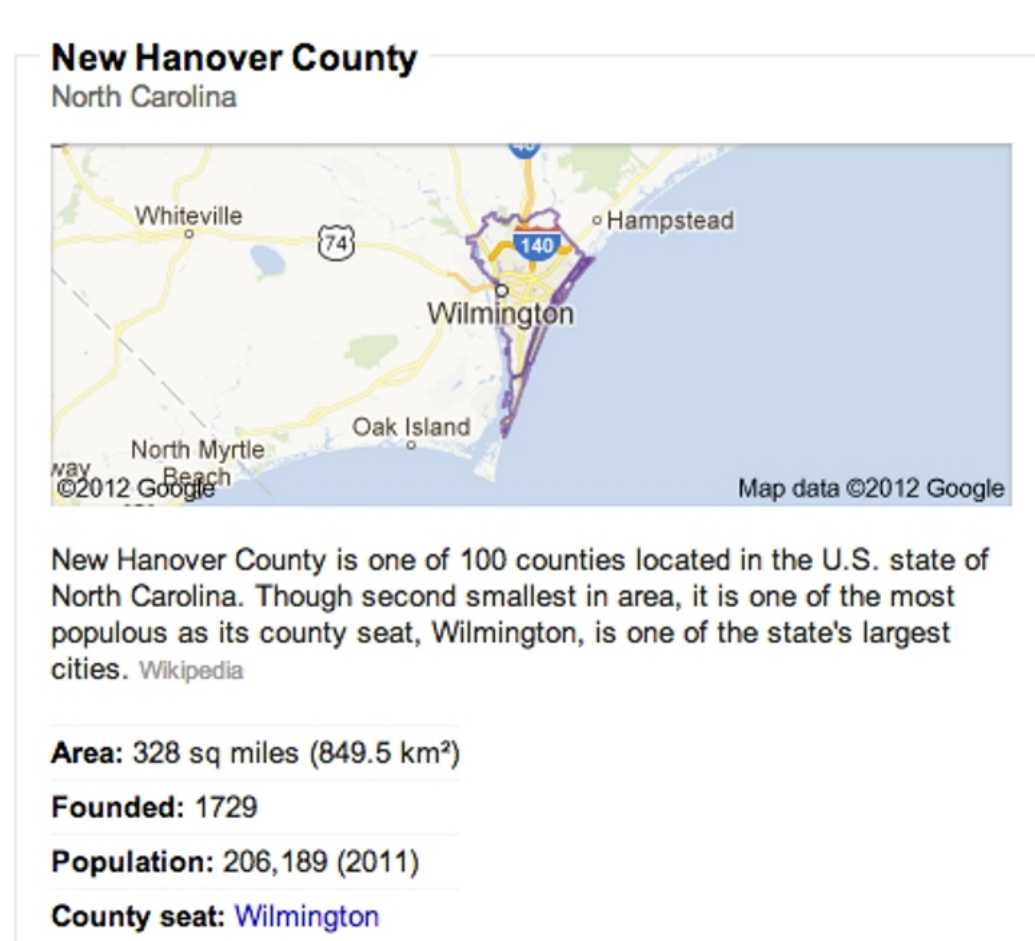 New Hanover County
North Carolina
40
Whiteville
Hampstead
74
140
Wilmington
Oak Island
North Myrtle
Beach
way
©2012 Google
Map data ©2012 Google
New Hanover County is one of 100 counties located in the U.S. state of
North Carolina. Though second smallest in area, it is one of the most
populous as its county seat, Wilmington, is one of the state's largest
cities. Wikipedia
Area: 328 sq miles (849.5 km²)
Founded: 1729
Population: 206,189 (2011)
County seat: Wilmington